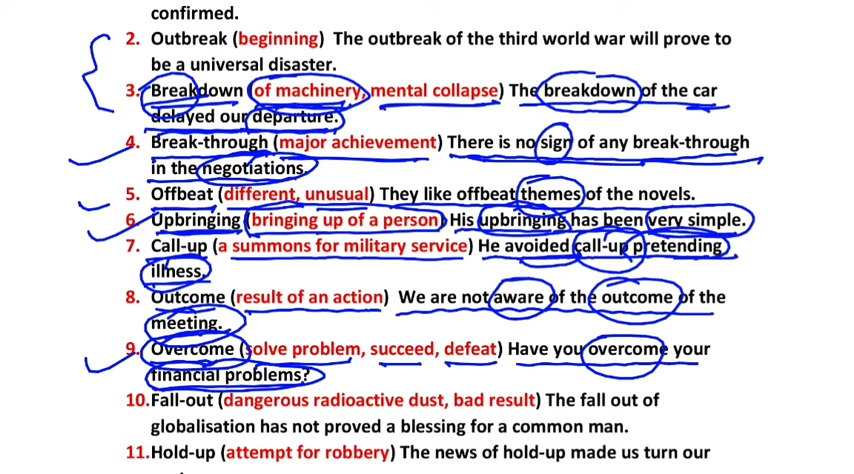 confirmed.
2. Outbreak (beginning) The outbreak of the third world war will prove to
be a universal disaster.
3. Breakdown (of machinery, mental collapse) The breakdown of the car
delayed our departure.
4. Break-through (major achievement) There is no sign of any break-through
in the negotiations.
5. Offbeat (different, unusual) They like offbeat themes of the novels.
6. Upbringing (bringing up of a person) His upbringing has been very simple.
7. Call-up (a summons for military service) He avoided call-up pretending
illness.
8. Outcome (result of an action) We are not aware of the outcome of the
meeting.
9. Overcome (solve problem, succeed, defeat) Have you overcome your
financial problems?
10. Fall-out (dangerous radioactive dust, bad result) The fall out of
globalisation has not proved a blessing for a common man.
11. Hold-up (attempt for robbery) The news of hold-up made us turn our